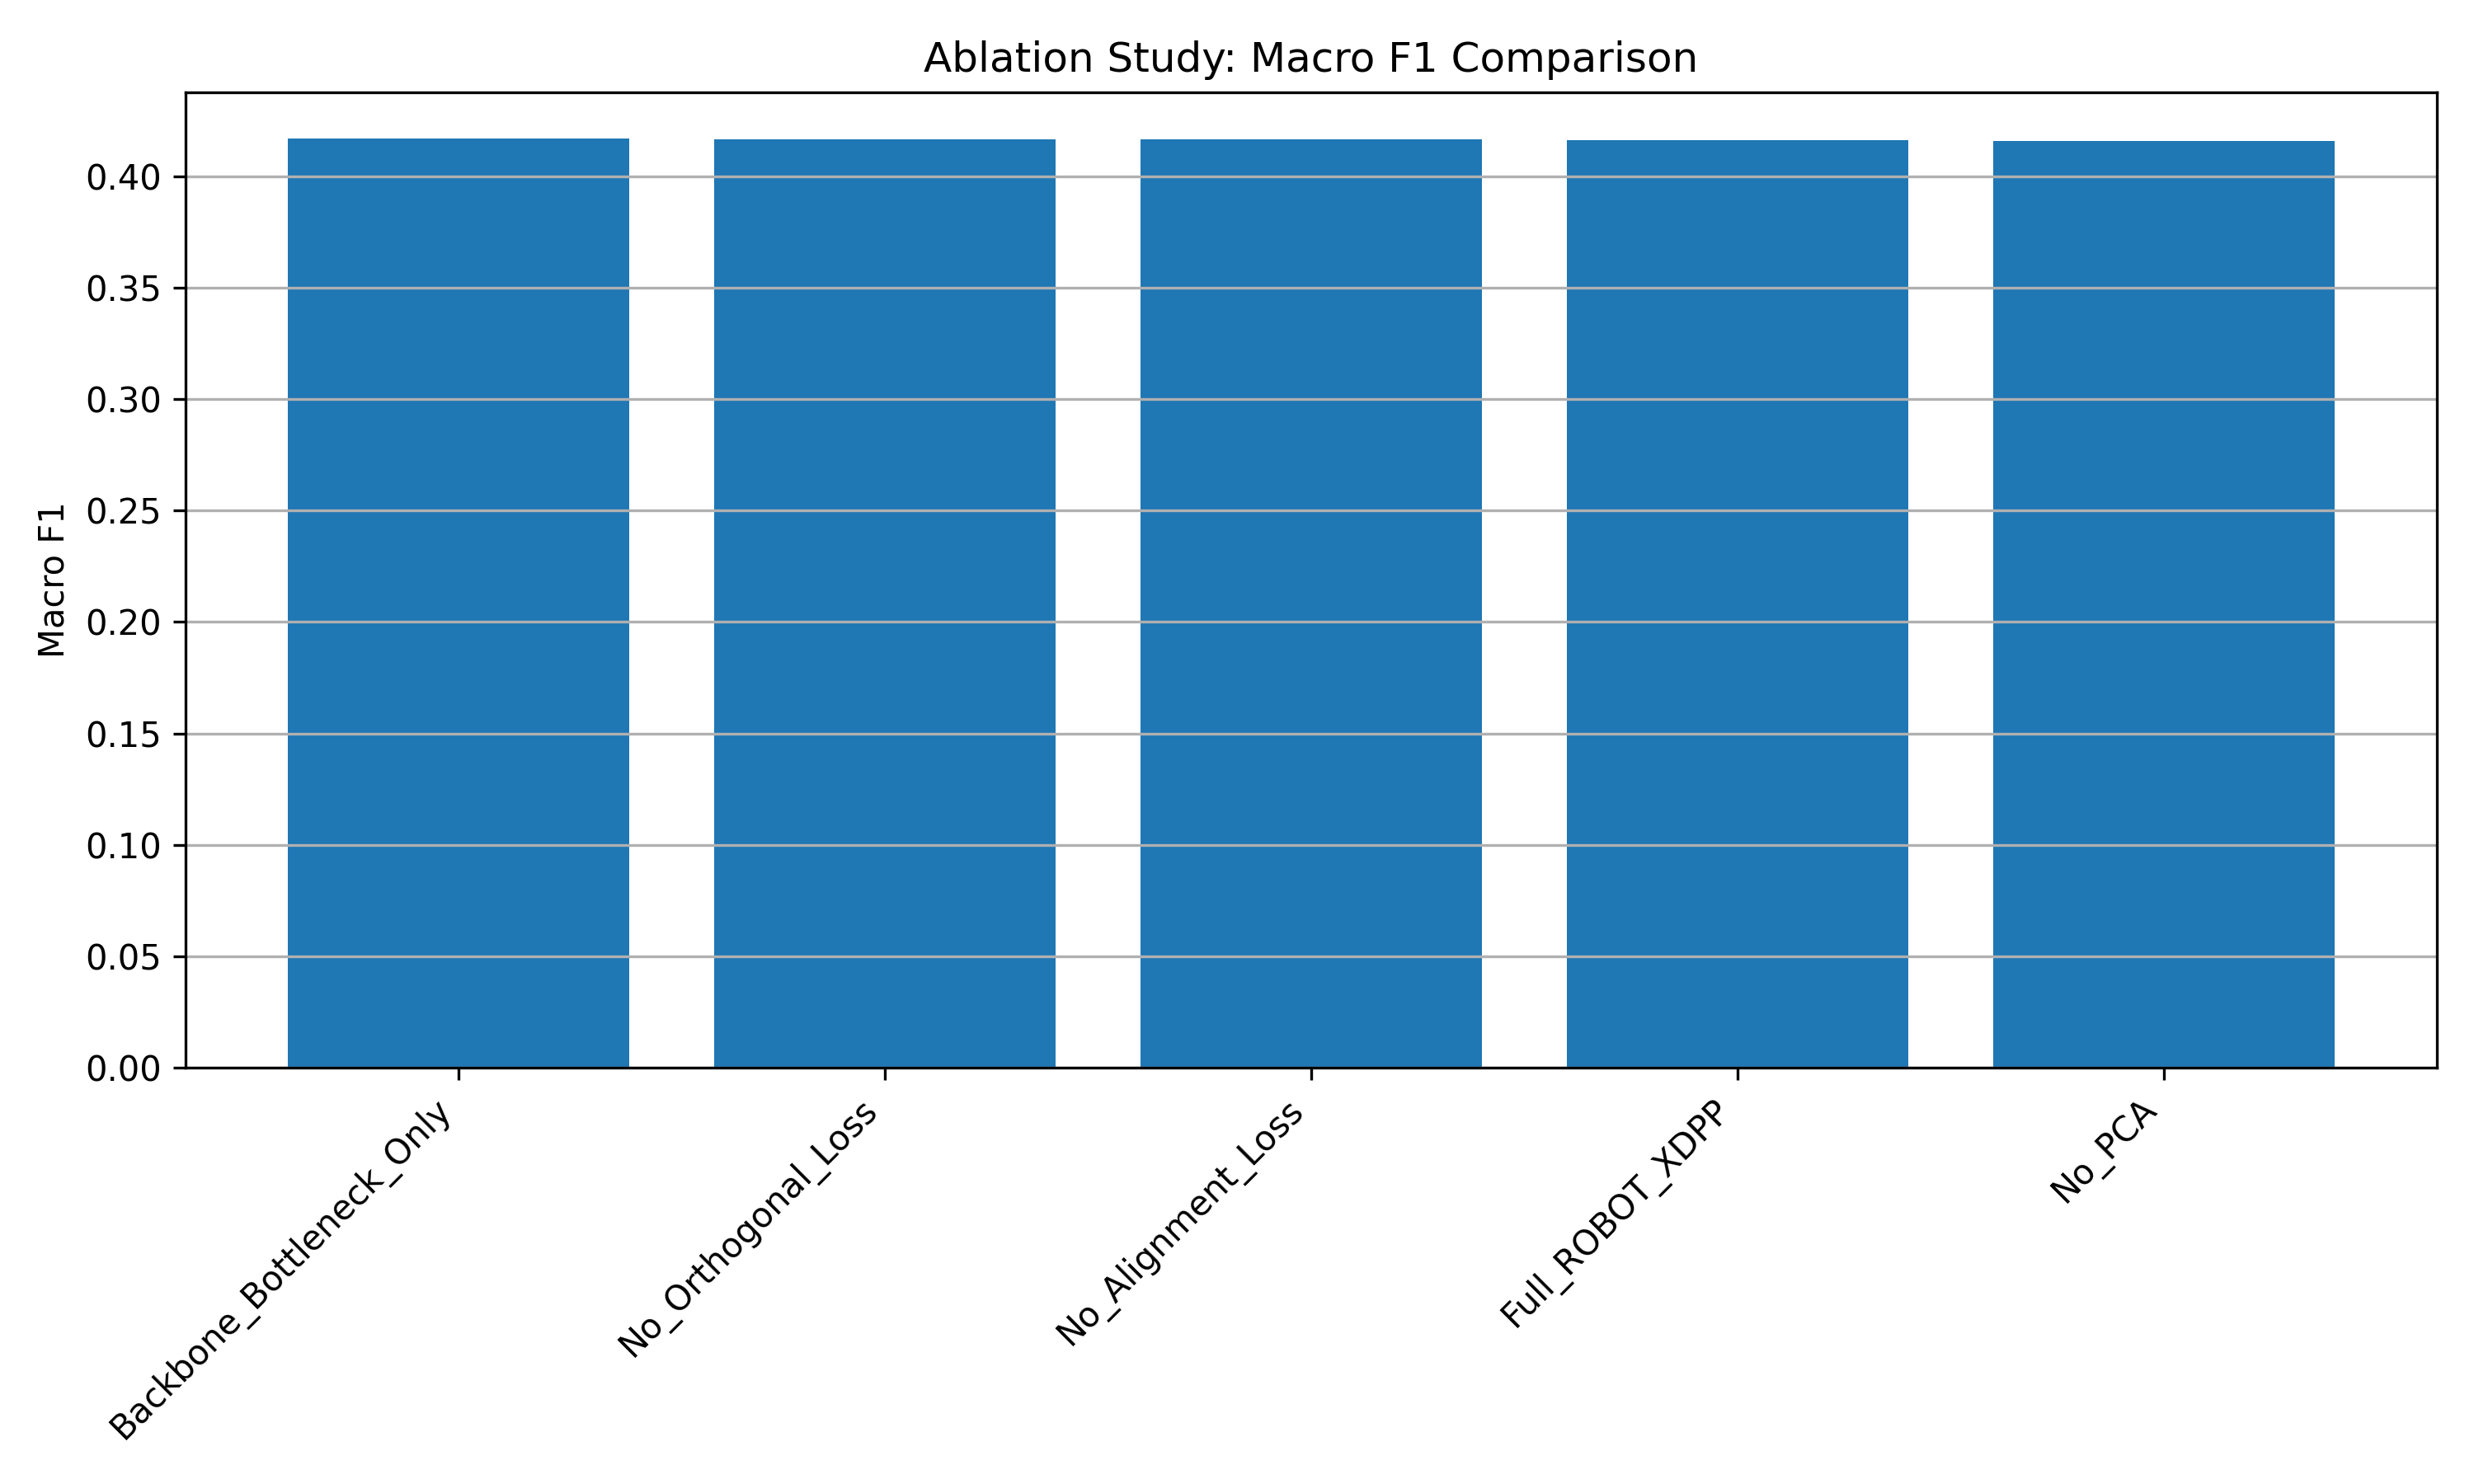 Ablation Study: Macro F1 Comparison
Macro F1
0.40
0.35
0.30
0.25
0.20
0.15
0.10
0.05
0.00
Backbone_Bottleneck_Only
No_Orthogonal_Loss
No_Alignment_Loss
Full_ROBOT_XDPP
No_PCA